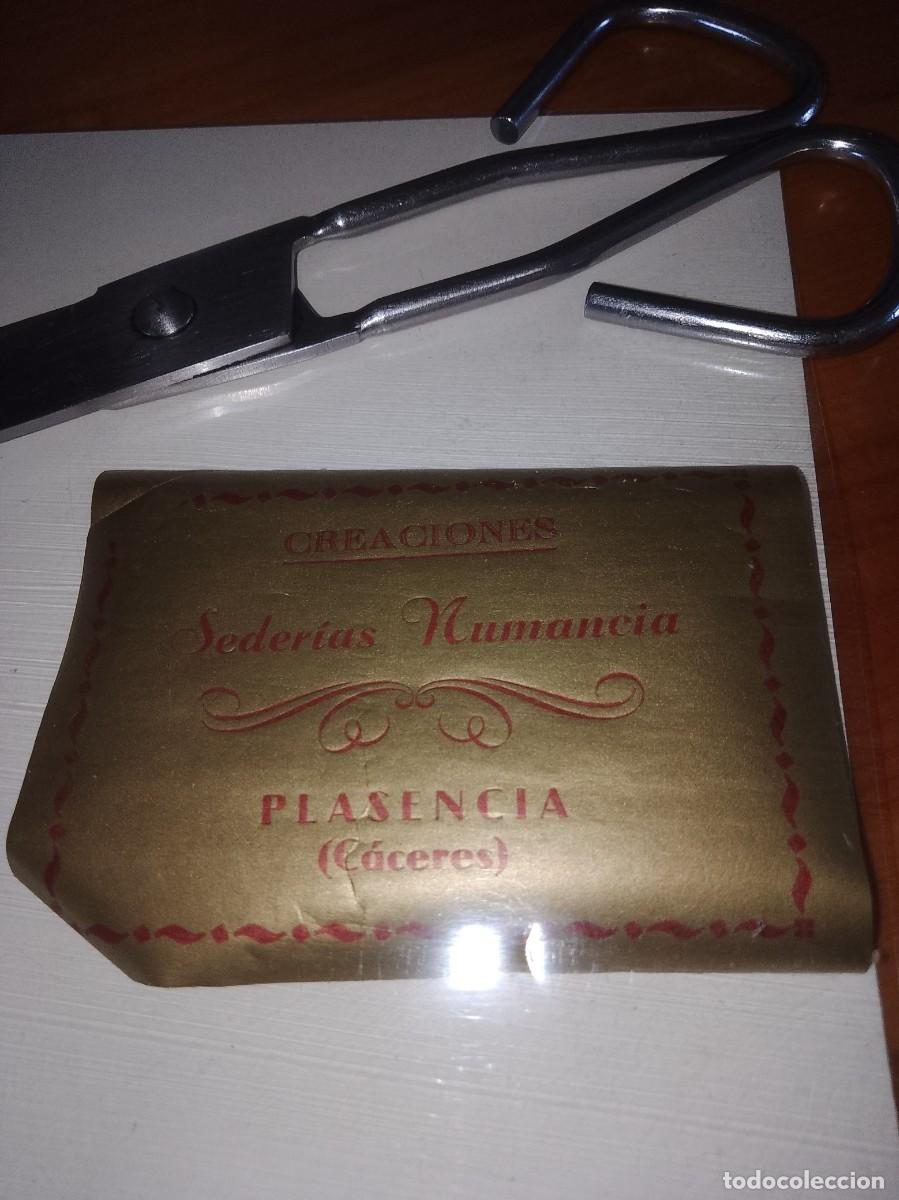 CREACIONES
Sederías Numancia
PLASENCIA
(Cáceres)
todocoleccion